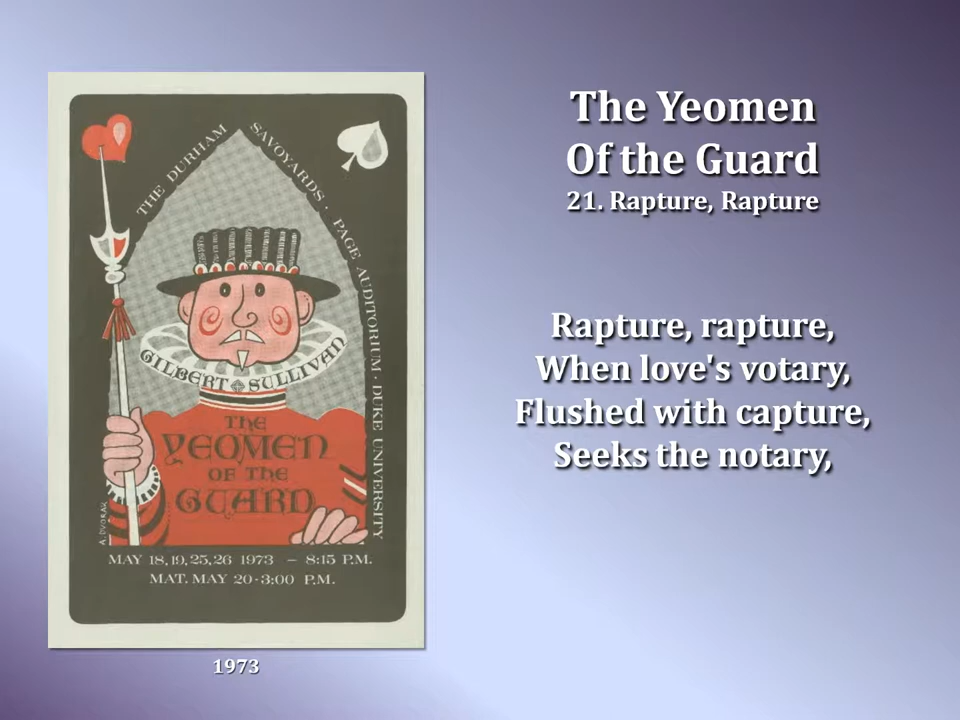 THE DURHAM SAVOYARDS · PAGE AUDITORIUM · DUKE UNIVERSITY
GILBERT SULLIVAN
THE
YEOMEN
OF THE
GUARD
A. DVORAK
MAY 18, 19, 25, 26 1973 – 8:15 P.M.
MAT. MAY 20-3:00 P.M.
1973
The Yeomen
Of the Guard
21. Rapture, Rapture
Rapture, rapture,
When love's votary,
Flushed with capture,
Seeks the notary,